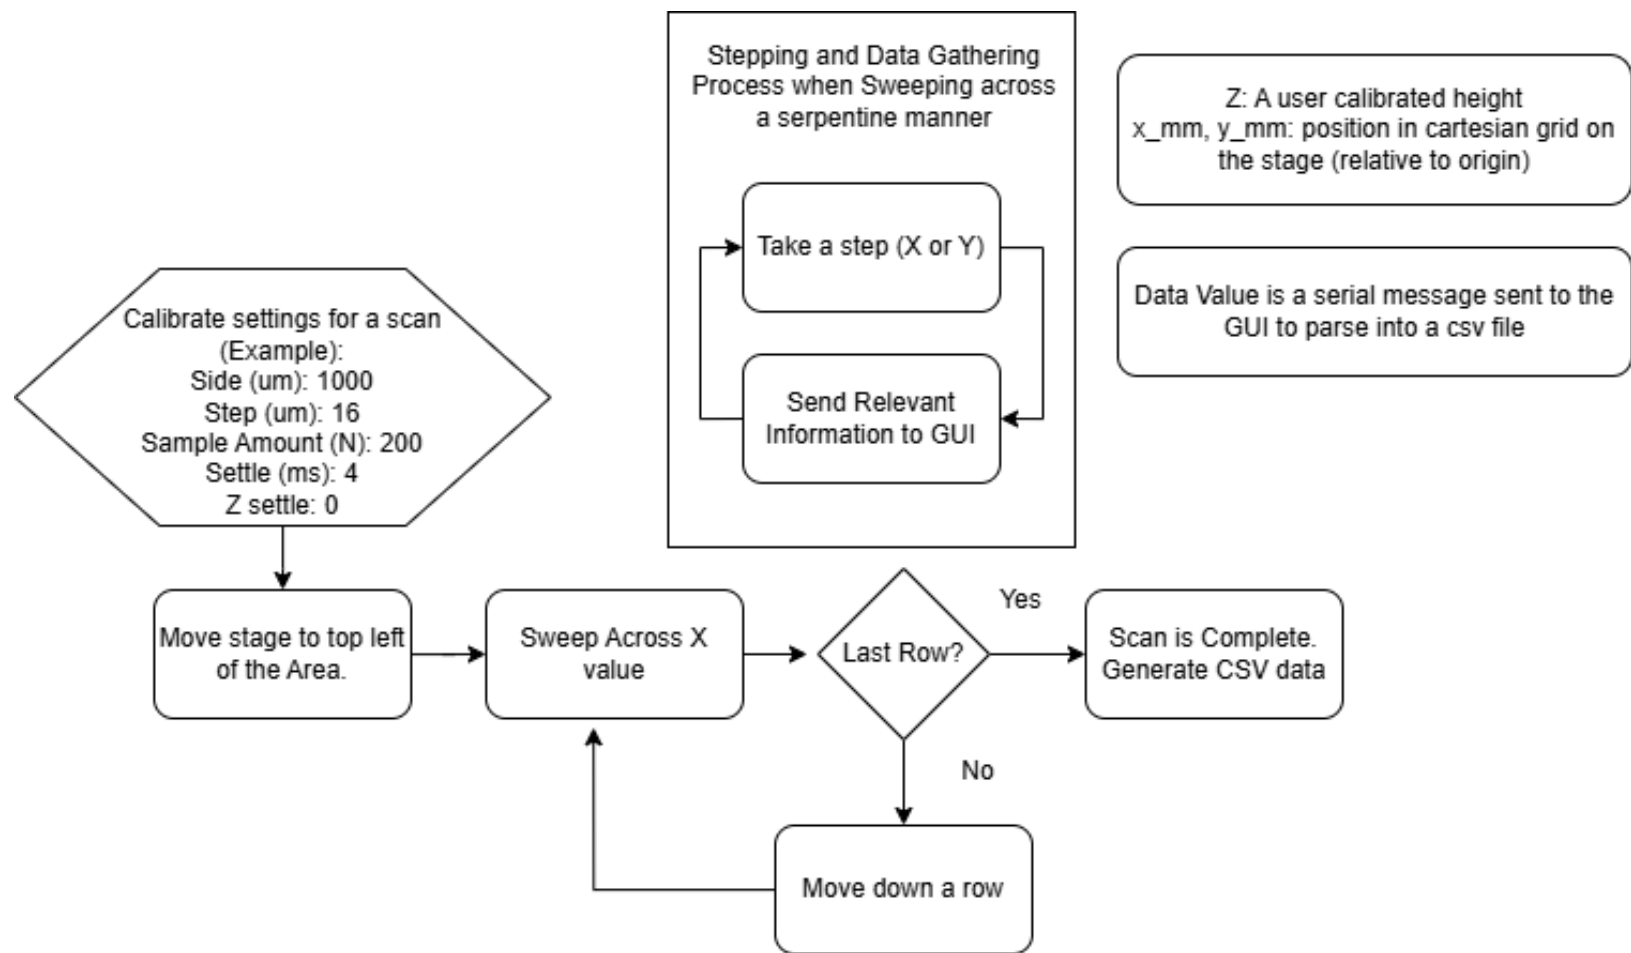 Stepping and Data Gathering
Process when Sweeping across
a serpentine manner
Take a step (X or Y)
Send Relevant
Information to GUI
Z: A user calibrated height
x_mm, y_mm: position in cartesian grid on
the stage (relative to origin)
Data Value is a serial message sent to the
GUI to parse into a csv file
Calibrate settings for a scan
(Example):
Side (um): 1000
Step (um): 16
Sample Amount (N): 200
Settle (ms): 4
Z settle: 0
Move stage to top left
of the Area.
Sweep Across X
value
Last Row?
Yes
Scan is Complete.
Generate CSV data
No
Move down a row